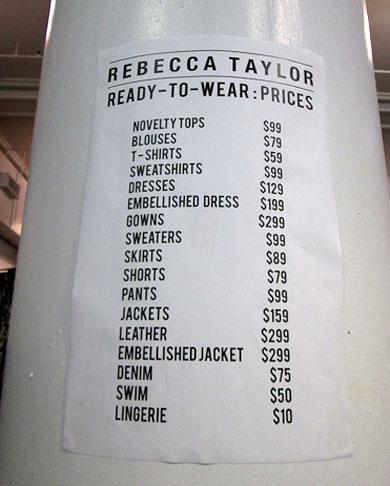 REBECCA TAYLOR
READY-TO-WEAR: PRICES
NOVELTY TOPS $99
BLOUSES $79
T-SHIRTS $59
SWEATSHIRTS $99
DRESSES $129
EMBELLISHED DRESS $199
GOWNS $299
SWEATERS $99
SKIRTS $89
SHORTS $79
PANTS $99
JACKETS $159
LEATHER $299
EMBELLISHED JACKET $299
DENIM $75
SWIM $50
LINGERIE $10